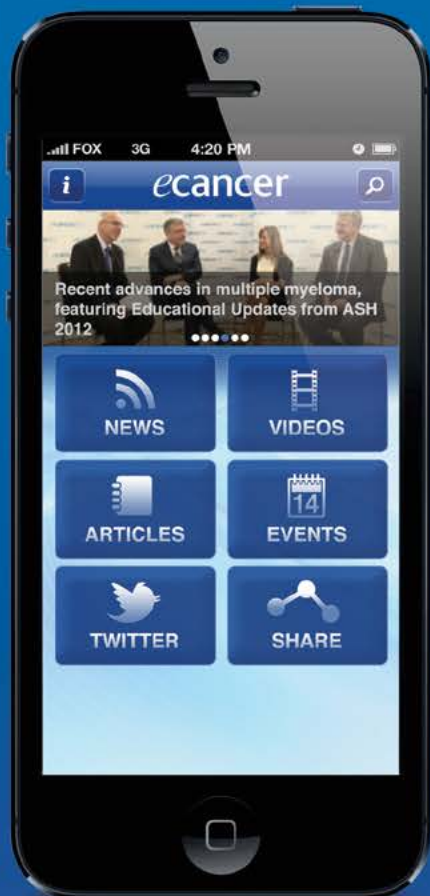 FOX 3G 4:20 PM
i ecancer
Recent advances in multiple myeloma,
featuring Educational Updates from ASH
2012
NEWS VIDEOS
14
ARTICLES EVENTS
TWITTER SHARE